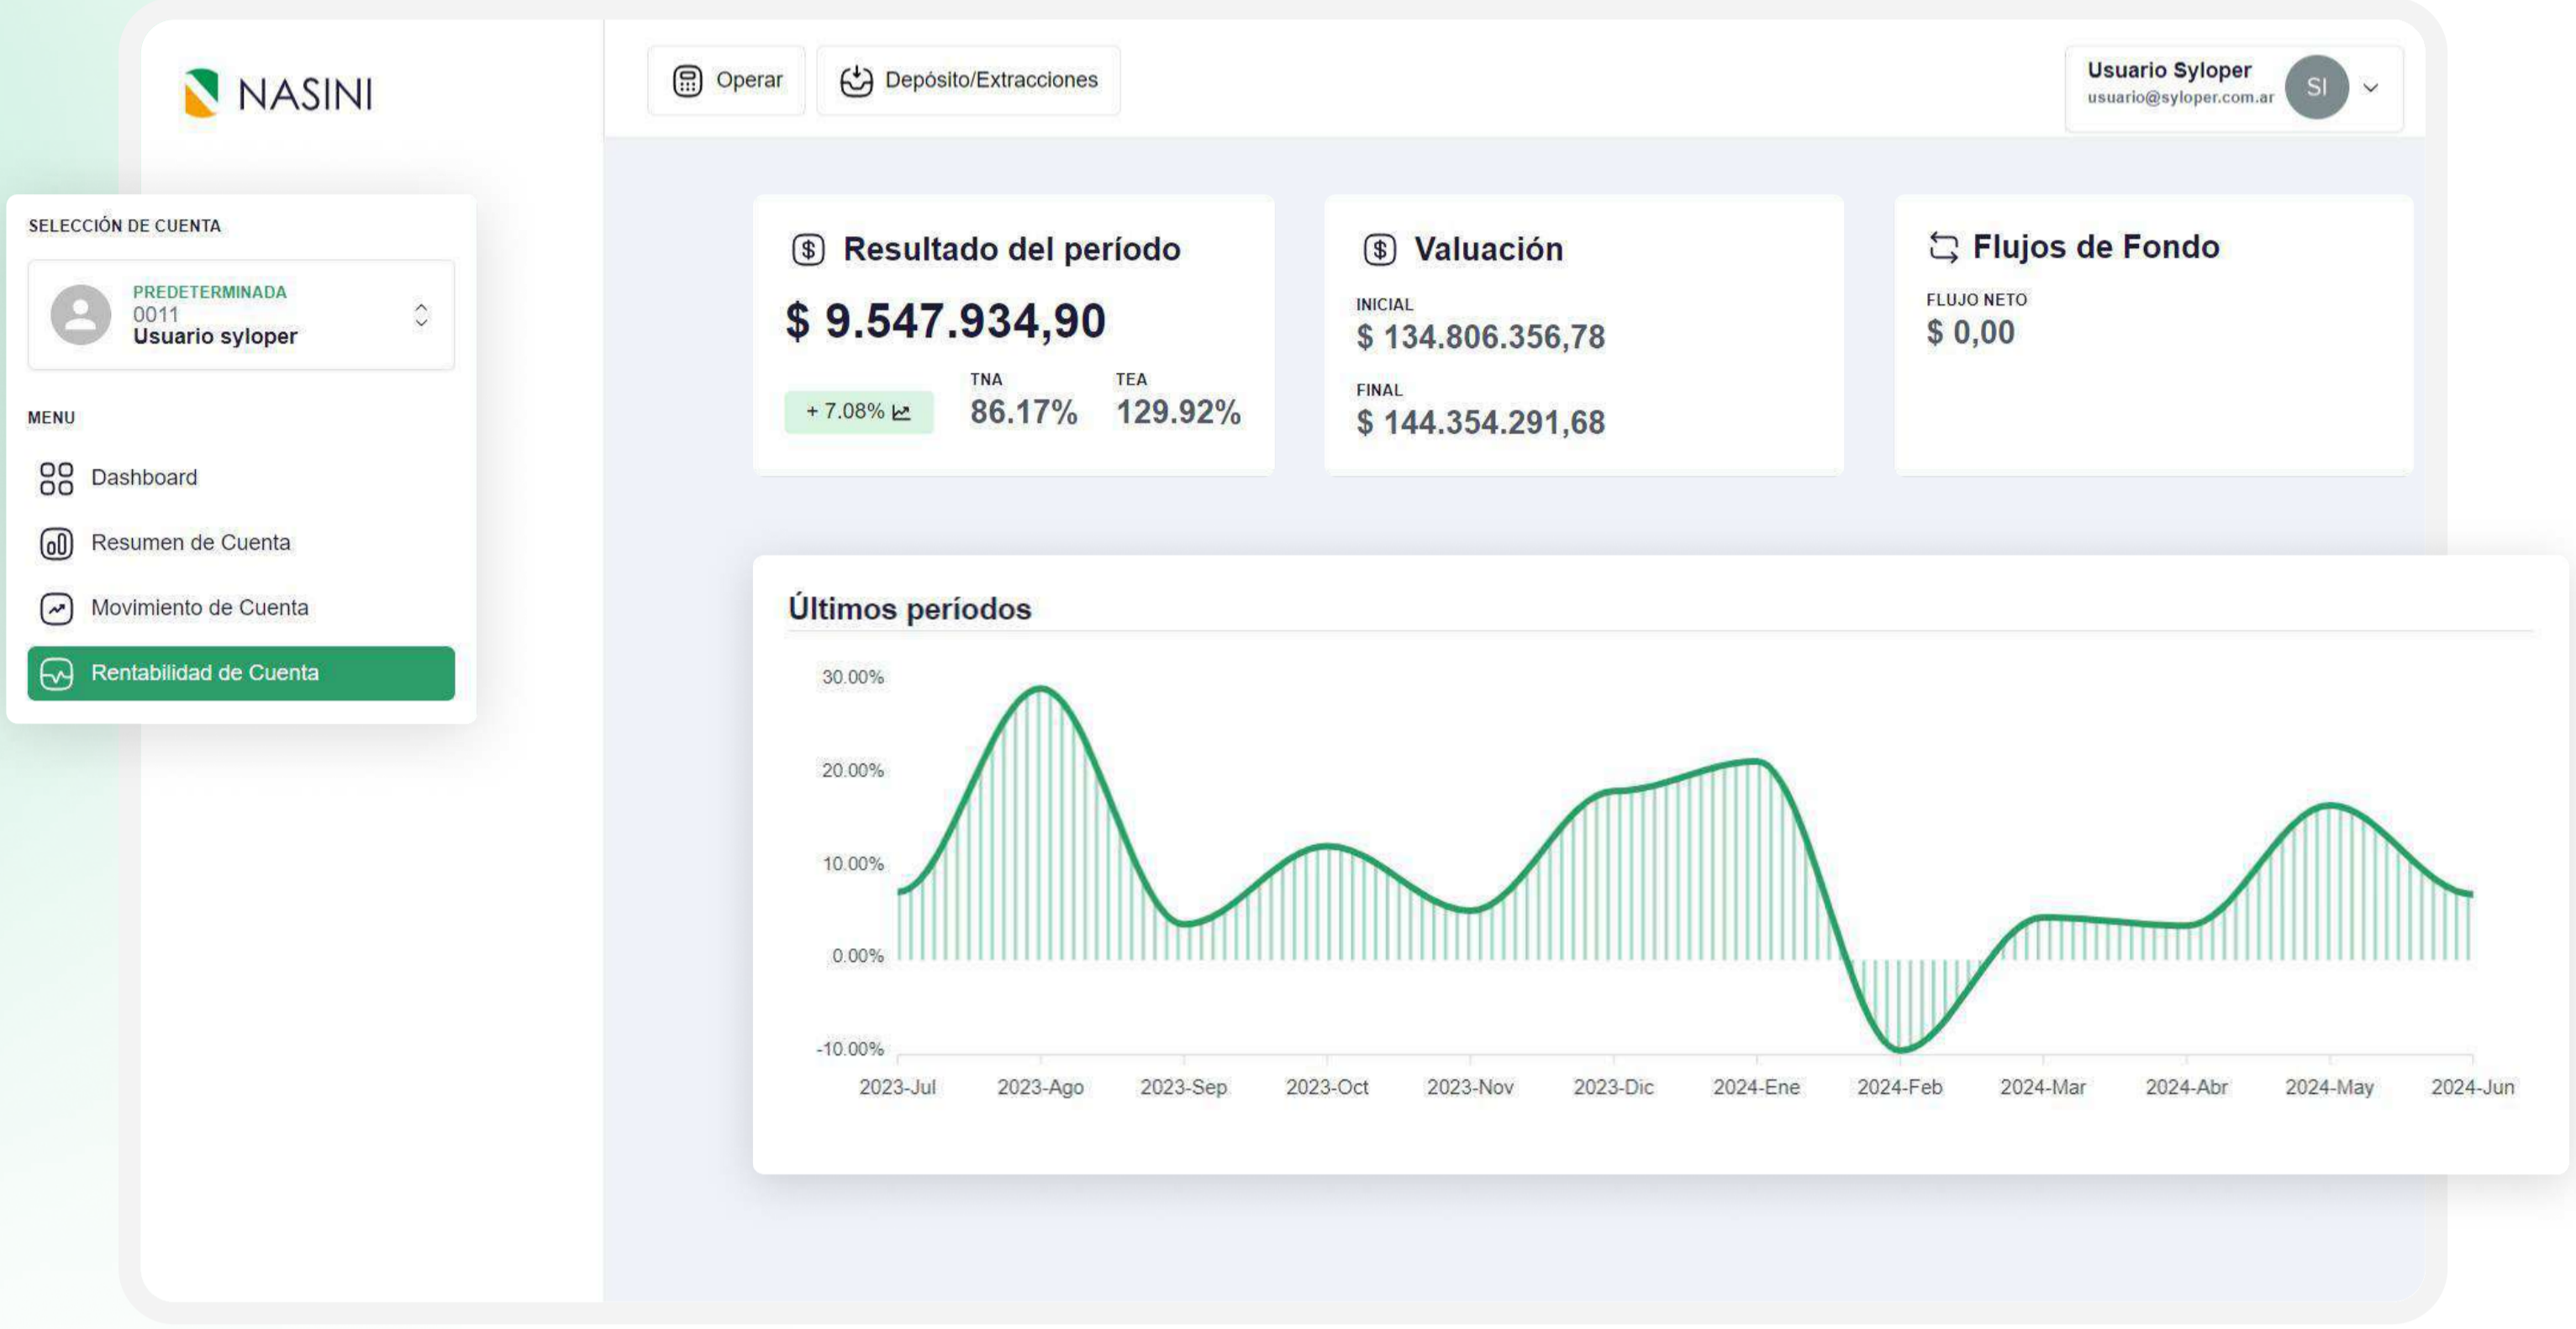 NASINI
Operar
Depósito/Extracciones
Usuario Syloper
usuario@syloper.com.ar
SI
SELECCIÓN DE CUENTA
PREDETERMINADA
0011
Usuario syloper
MENU
Dashboard
Resumen de Cuenta
Movimiento de Cuenta
Rentabilidad de Cuenta
Resultado del período
$ 9.547.934,90
+ 7.08%
TNA
86.17%
TEA
129.92%
Valuación
INICIAL
$ 134.806.356,78
FINAL
$ 144.354.291,68
Flujos de Fondo
FLUJO NETO
$ 0,00
Últimos períodos
30.00%
20.00%
10.00%
0.00%
-10.00%
2023-Jul 2023-Ago 2023-Sep 2023-Oct 2023-Nov 2023-Dic 2024-Ene 2024-Feb 2024-Mar 2024-Abr 2024-May 2024-Jun